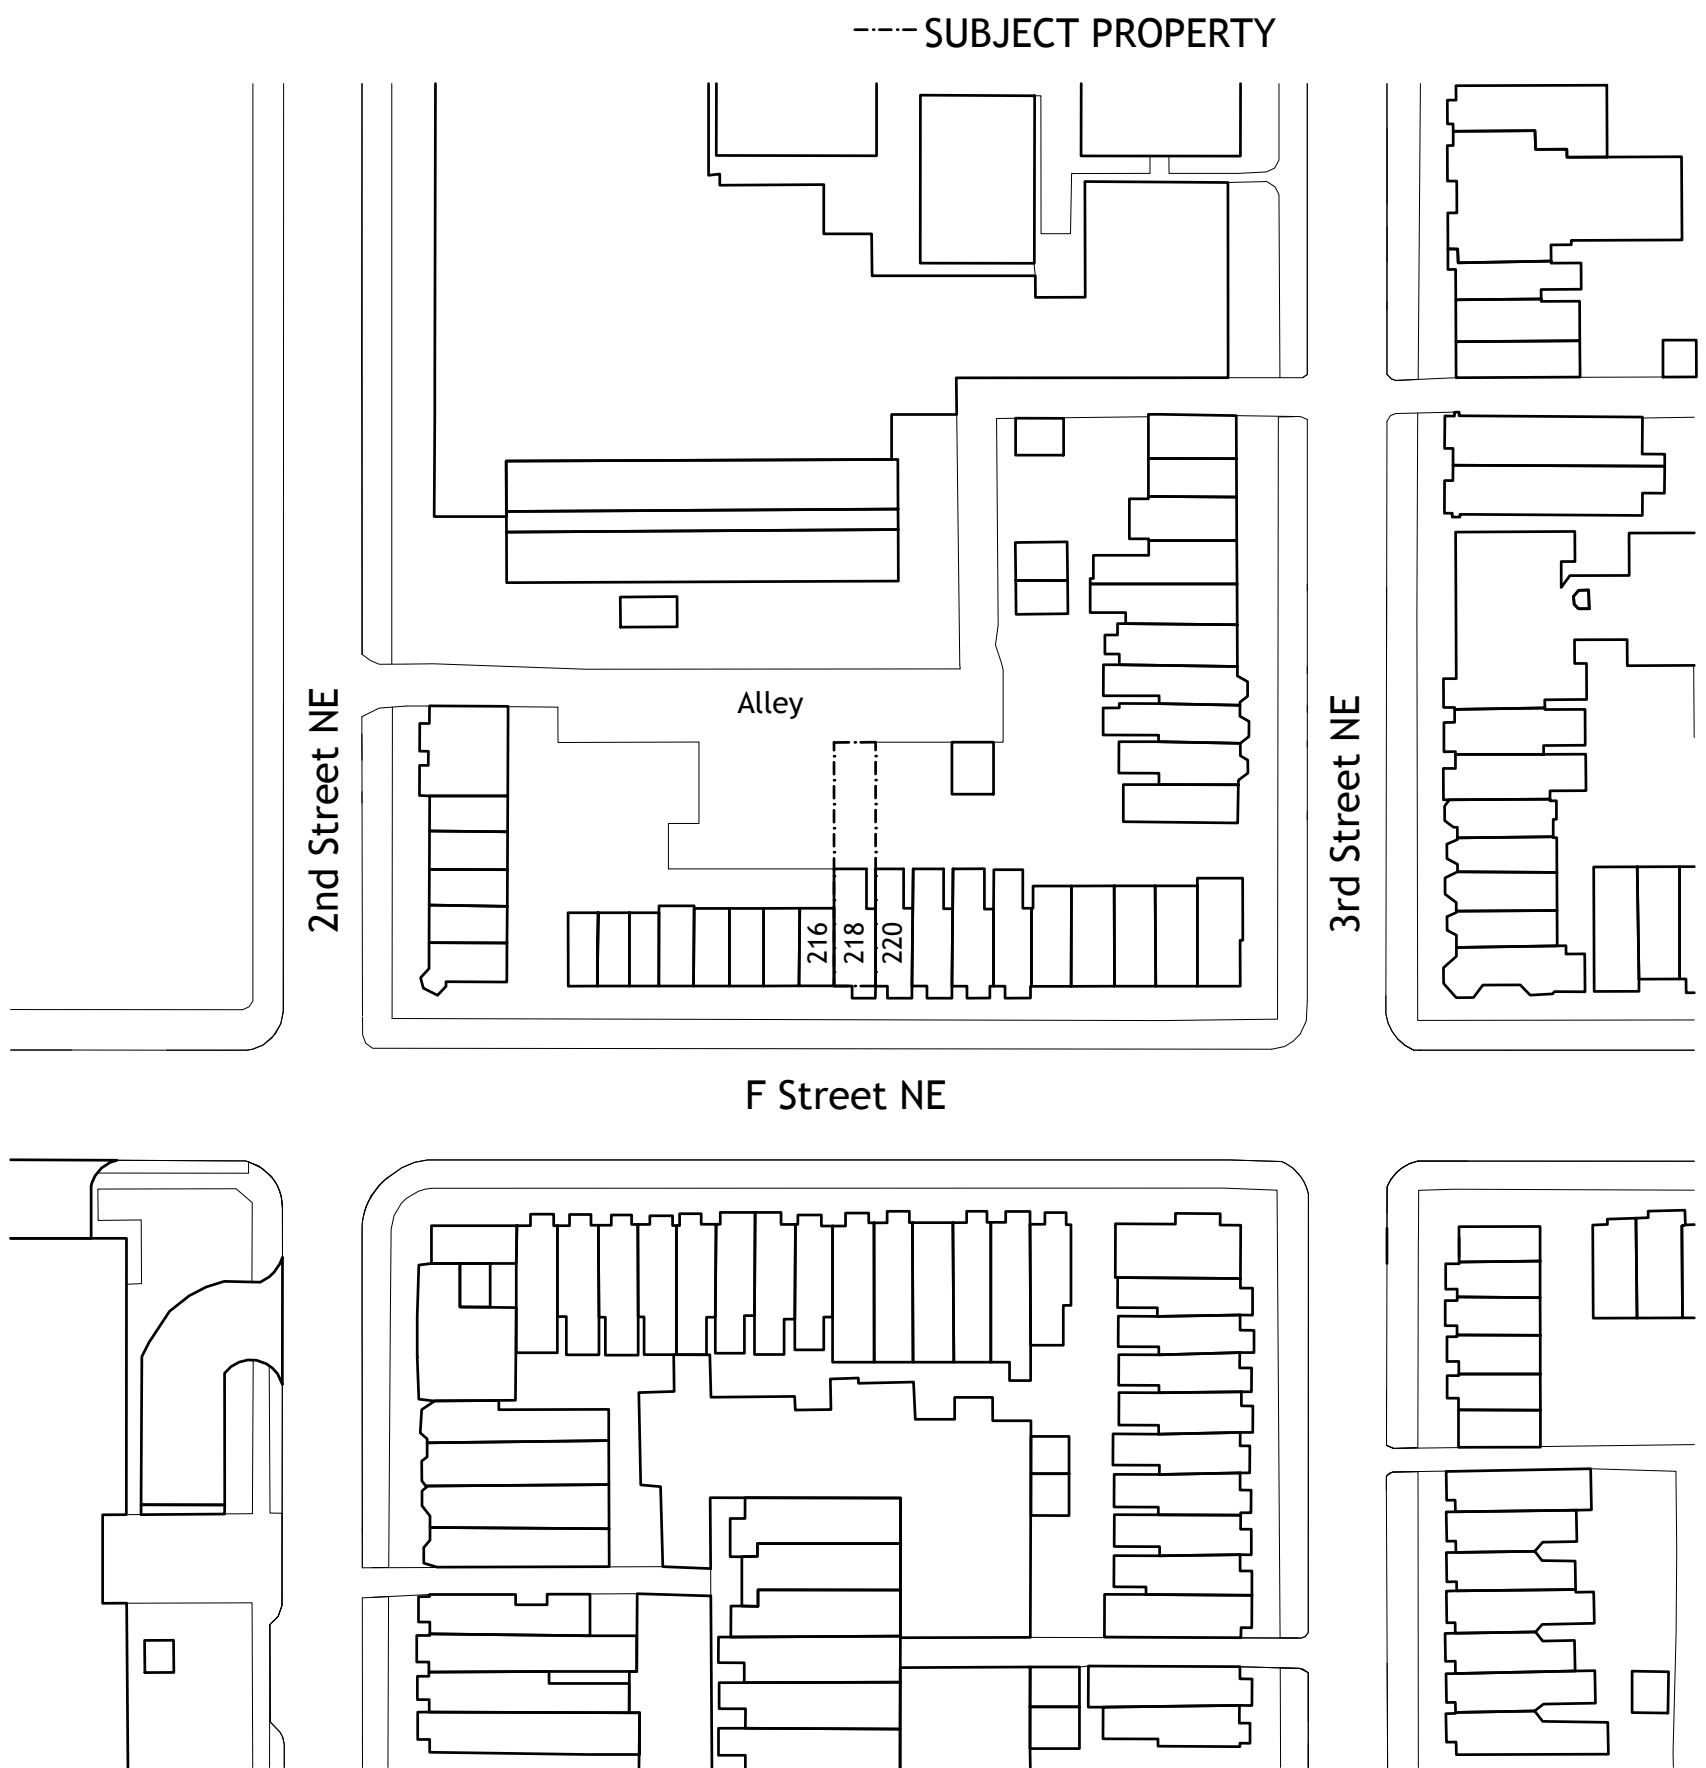 SUBJECT PROPERTY
Alley
2nd Street NE
3rd Street NE
216
218
220
F Street NE